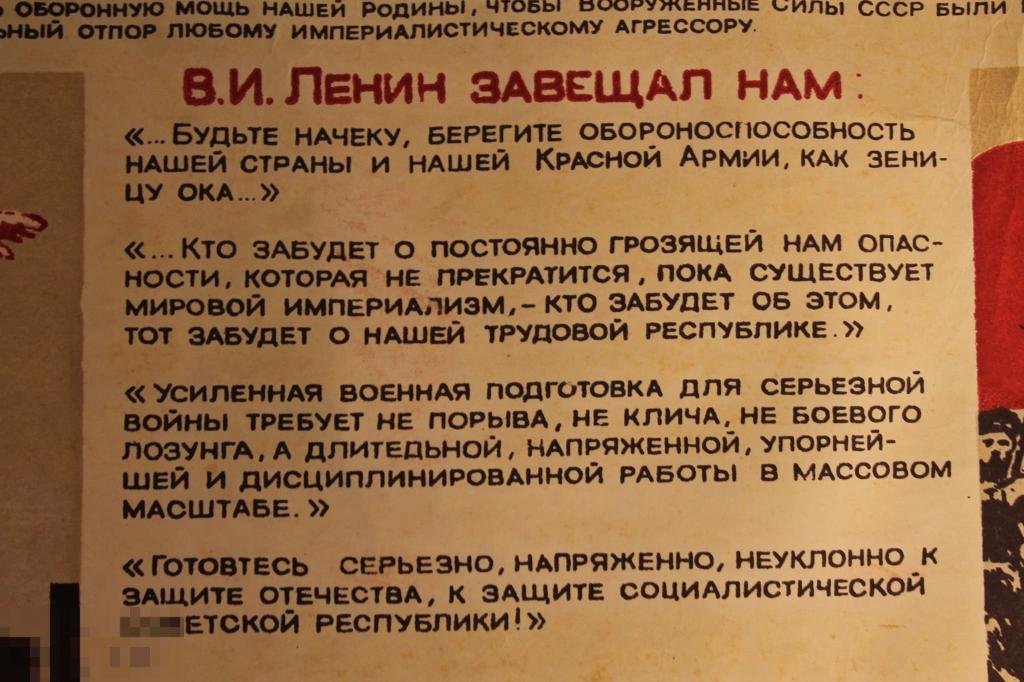 ОБОРОННУЮ МОЩЬ НАШЕЙ РОДИНЫ, ЧТОБЫ ВООРУЖЕННЫЕ СИЛЫ СССР БЫЛИ
ОТПОР ЛЮБОМУ ИМПЕРИАЛИСТИЧЕСКОМУ АГРЕССОРУ.
В.И. ЛЕНИН ЗАВЕЩАЛ НАМ:
«...БУДЬТЕ НАЧЕКУ, БЕРЕГИТЕ ОБОРОНОСПОСОБНОСТЬ
НАШЕЙ СТРАНЫ И НАШЕЙ КРАСНОЙ АРМИИ, КАК ЗЕНИ-
ЦУ ОКА...»
«...КТО ЗАБУДЕТ О ПОСТОЯННО ГРОЗЯЩЕЙ НАМ ОПАС-
НОСТИ, КОТОРАЯ НЕ ПРЕКРАТИТСЯ, ПОКА СУЩЕСТВУЕТ
МИРОВОЙ ИМПЕРИАЛИЗМ, - КТО ЗАБУДЕТ ОБ ЭТОМ,
ТОТ ЗАБУДЕТ О НАШЕЙ ТРУДОВОЙ РЕСПУБЛИКЕ.»
«УСИЛЕННАЯ ВОЕННАЯ ПОДГОТОВКА ДЛЯ СЕРЬЕЗНОЙ
ВОЙНЫ ТРЕБУЕТ НЕ ПОРЫВА, НЕ КЛИЧА, НЕ БОЕВОГО
ЛОЗУНГА, А ДЛИТЕЛЬНОЙ, НАПРЯЖЕННОЙ, УПОРНЕЙ-
ШЕЙ И ДИСЦИПЛИНИРОВАННОЙ РАБОТЫ В МАССОВОМ
МАСШТАБЕ.»
«ГОТОВТЕСЬ СЕРЬЕЗНО, НАПРЯЖЕННО, НЕУКЛОННО К
ЗАЩИТЕ ОТЕЧЕСТВА, К ЗАЩИТЕ СОЦИАЛИСТИЧЕСКОЙ
ЕТСКОЙ РЕСПУБЛИКИ!»